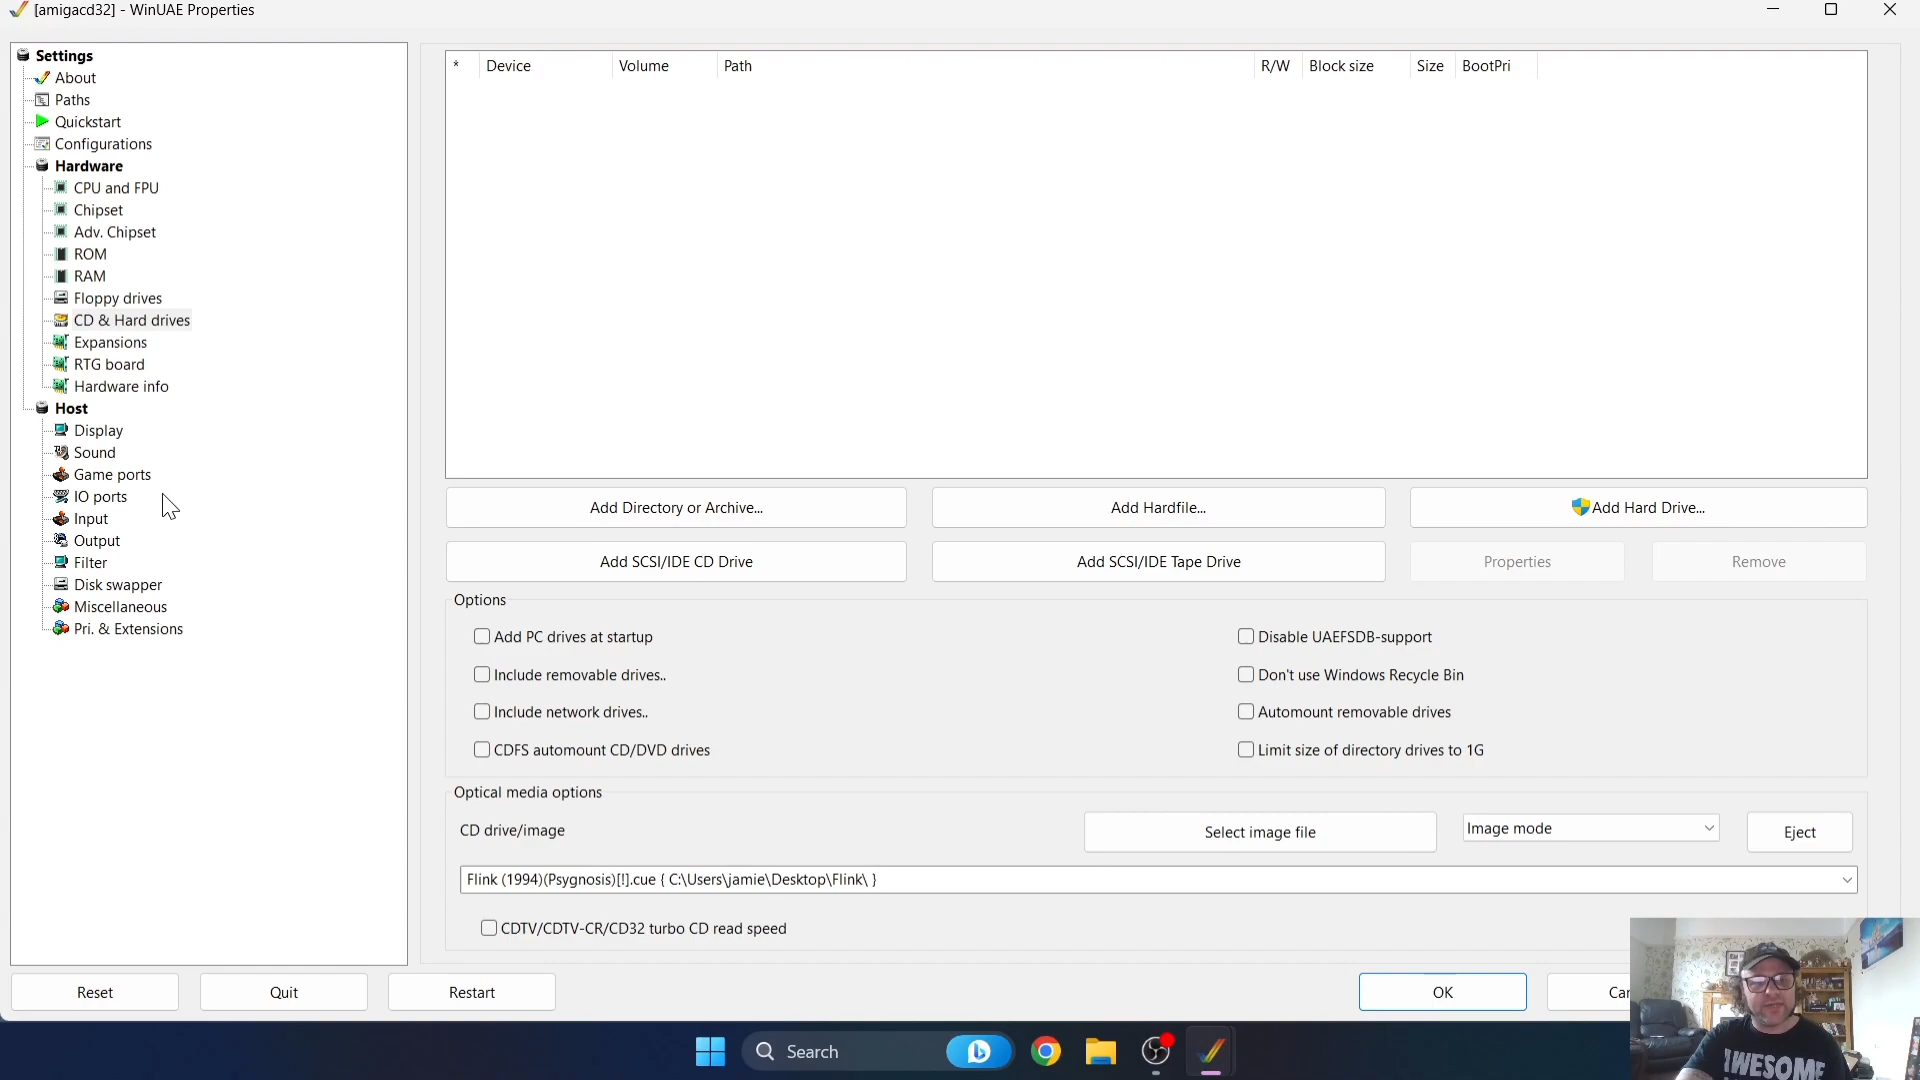 [amigacd32] - WinUAE Properties
Settings
About
Paths
Quickstart
Configurations
Hardware
CPU and FPU
Chipset
Adv. Chipset
ROM
RAM
Floppy drives
CD & Hard drives
Expansions
RTG board
Hardware info
Host
Display
Sound
Game ports
IO ports
Input
Output
Filter
Disk swapper
Miscellaneous
Pri. & Extensions
* Device Volume Path R/W Block size Size BootPri
Add Directory or Archive... Add Hardfile... Add Hard Drive...
Add SCSI/IDE CD Drive Add SCSI/IDE Tape Drive Properties Remove
Options
Add PC drives at startup Disable UAEFSDB-support
Include removable drives.. Don't use Windows Recycle Bin
Include network drives.. Automount removable drives
CDFS automount CD/DVD drives Limit size of directory drives to 1G
Optical media options
CD drive/image Select image file Image mode Eject
Flink (1994)(Psygnosis)[!].cue { C:\Users\jamie\Desktop\Flink\ }
CDTV/CDTV-CR/CD32 turbo CD read speed
Reset Quit Restart OK Car
Search
AWESOME